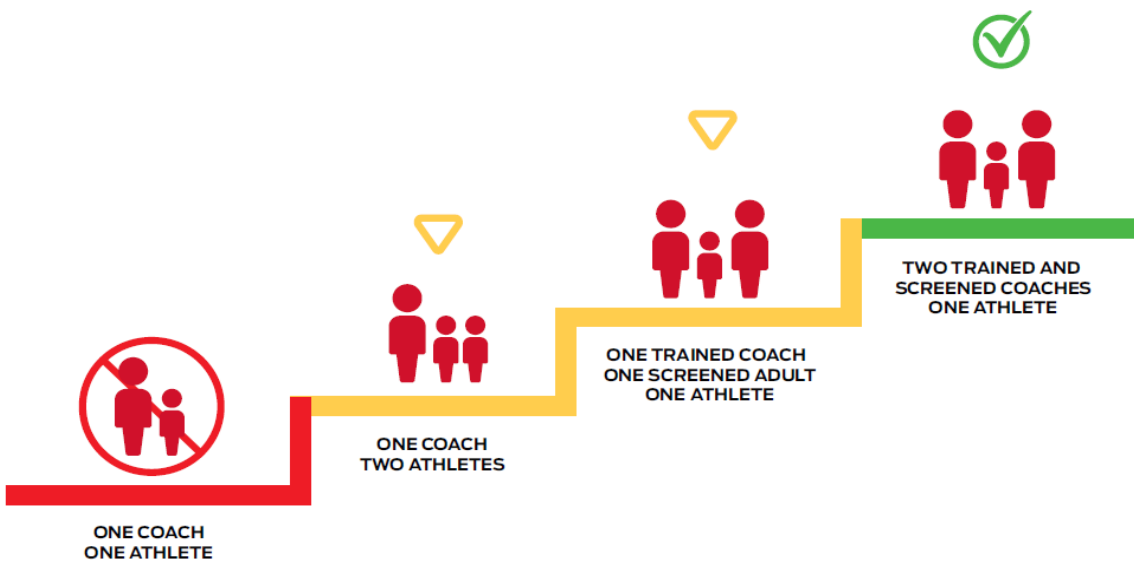 ONE COACH
ONE ATHLETE
ONE COACH
TWO ATHLETES
ONE TRAINED COACH
ONE SCREENED ADULT
ONE ATHLETE
TWO TRAINED AND
SCREENED COACHES
ONE ATHLETE